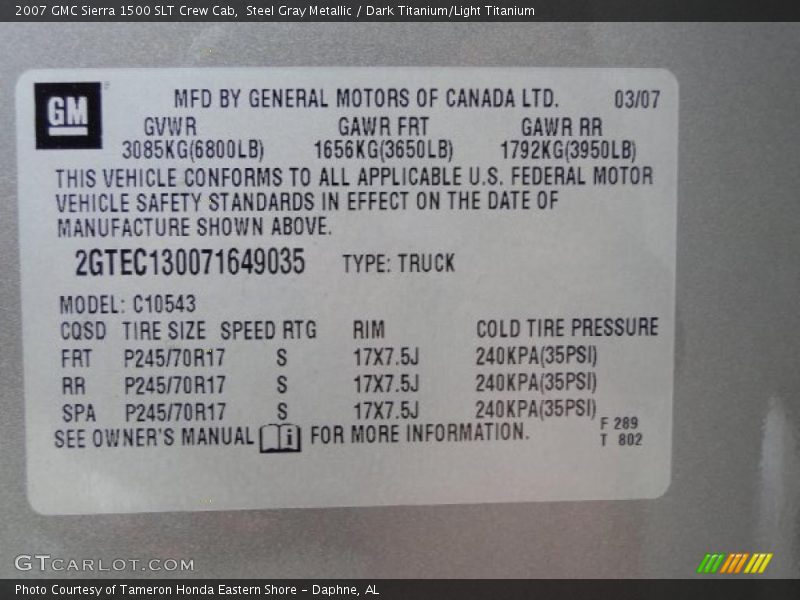 2007 GMC Sierra 1500 SLT Crew Cab, Steel Gray Metallic / Dark Titanium/Light Titanium
GM
MFD BY GENERAL MOTORS OF CANADA LTD. 03/07
GVWR GAWR FRT GAWR RR
3085KG(6800LB) 1656KG(3650LB) 1792KG(3950LB)
THIS VEHICLE CONFORMS TO ALL APPLICABLE U.S. FEDERAL MOTOR
VEHICLE SAFETY STANDARDS IN EFFECT ON THE DATE OF
MANUFACTURE SHOWN ABOVE.
2GTEC130071649035 TYPE: TRUCK
MODEL: C10543
CQSD TIRE SIZE SPEED RTG RIM COLD TIRE PRESSURE
FRT P245/70R17 S 17X7.5J 240KPA(35PSI)
RR P245/70R17 S 17X7.5J 240KPA(35PSI)
SPA P245/70R17 S 17X7.5J 240KPA(35PSI)
SEE OWNER'S MANUAL i FOR MORE INFORMATION.
F 289
T 802
GTCARLOT.COM
Photo Courtesy of Tameron Honda Eastern Shore – Daphne, AL